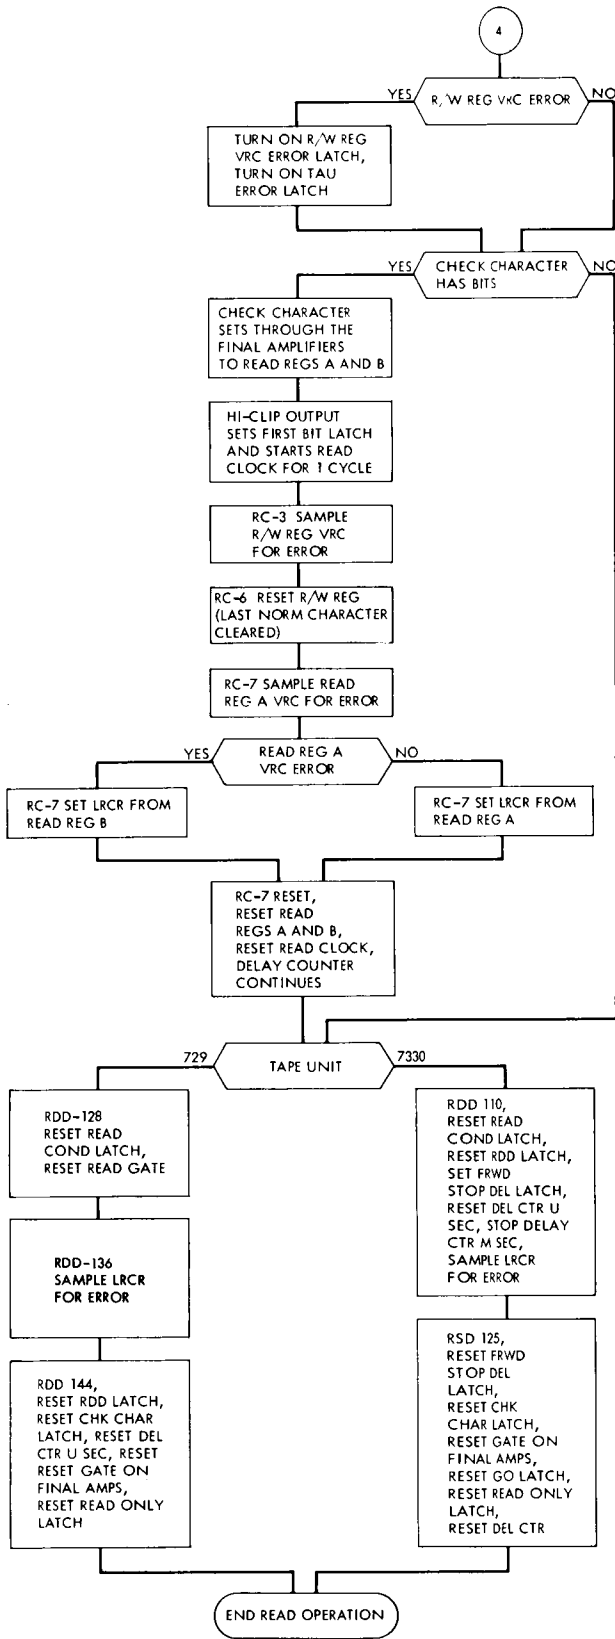 4
YES
R/W REG VRC ERROR
NO
TURN ON R/W REG
VRC ERROR LATCH,
TURN ON TAU
ERROR LATCH
YES
CHECK CHARACTER
HAS BITS
NO
CHECK CHARACTER
SETS THROUGH THE
FINAL AMPLIFIERS
TO READ REGS A AND B
HI-CLIP OUTPUT
SETS FIRST BIT LATCH
AND STARTS READ
CLOCK FOR 1 CYCLE
RC-3 SAMPLE
R/W REG VRC
FOR ERROR
RC-6 RESET R/W REG
(LAST NORM CHARACTER
CLEARED)
RC-7 SAMPLE READ
REG A VRC FOR ERROR
YES
READ REG A
VRC ERROR
NO
RC-7 SET LRCR FROM
READ REG B
RC-7 SET LRCR FROM
READ REG A
RC-7 RESET,
RESET READ
REGS A AND B,
RESET READ CLOCK,
DELAY COUNTER
CONTINUES
729
TAPE UNIT
7330
RDD-128
RESET READ
COND LATCH,
RESET READ GATE
RDD-136
SAMPLE LRCR
FOR ERROR
RDD 144,
RESET RDD LATCH,
RESET CHK CHAR
LATCH, RESET DEL
CTR U SEC, RESET
RESET GATE ON
FINAL AMPS,
RESET READ ONLY
LATCH
RDD 110,
RESET READ
COND LATCH,
RESET RDD LATCH,
SET FRWD
STOP DEL LATCH,
RESET DEL CTR U
SEC, STOP DELAY
CTR M SEC,
SAMPLE LRCR
FOR ERROR
RSD 125,
RESET FRWD
STOP DEL
LATCH,
RESET CHK
CHAR LATCH,
RESET GATE ON
FINAL AMPS,
RESET GO LATCH,
RESET READ ONLY
LATCH,
RESET DEL CTR
END READ OPERATION